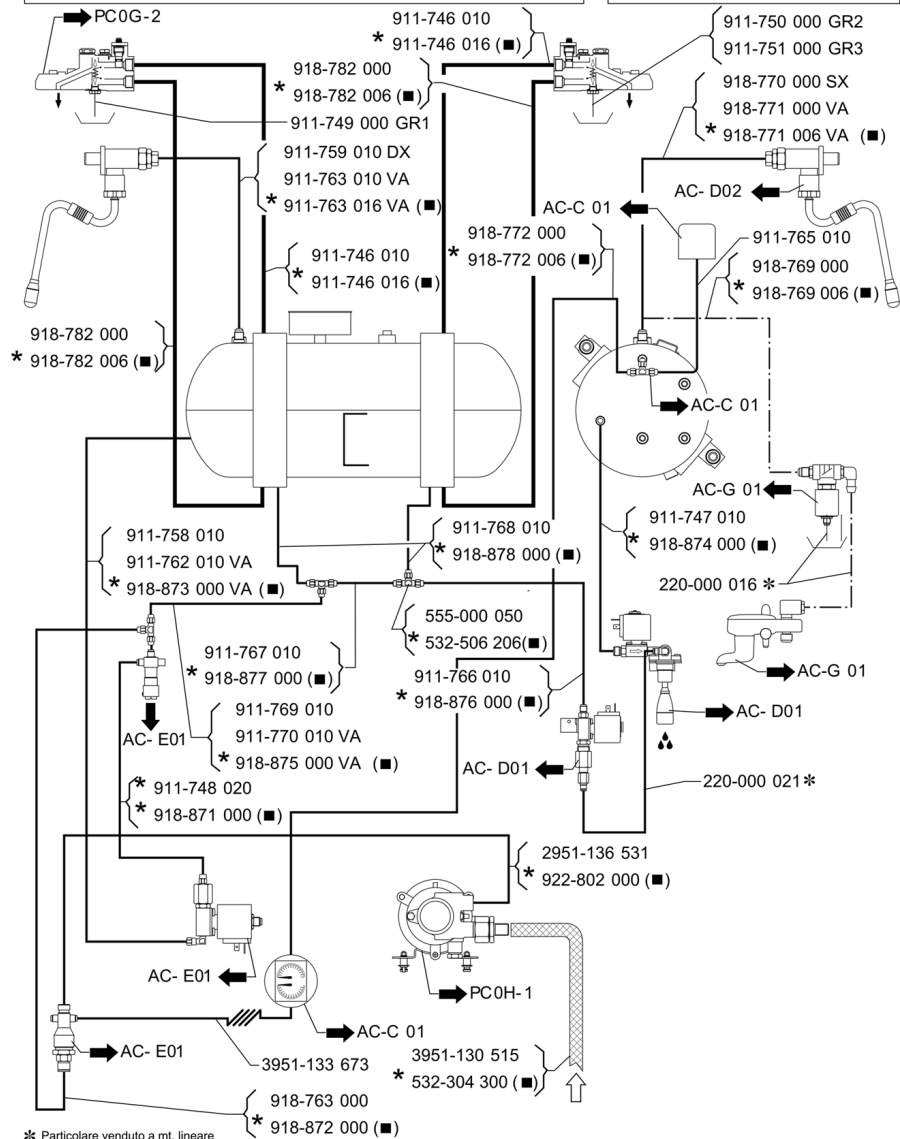 PC0G-2
911-746 010
* 911-746 016 (■)
911-750 000 GR2
911-751 000 GR3
918-782 000
* 918-782 006 (■)
911-749 000 GR1
918-770 000 SX
918-771 000 VA
* 918-771 006 VA (■)
911-759 010 DX
911-763 010 VA
* 911-763 016 VA (■)
AC- D02
AC-C 01
918-772 000
* 918-772 006 (■)
911-765 010
918-769 000
* 918-769 006 (■)
911-746 010
* 911-746 016 (■)
918-782 000
* 918-782 006 (■)
AC-C 01
AC-G 01
911-758 010
911-762 010 VA
* 918-873 000 VA (■)
911-768 010
* 918-878 000 (■)
911-747 010
* 918-874 000 (■)
220-000 016 *
555-000 050
* 532-506 206(■)
911-767 010
* 918-877 000 (■)
911-766 010
* 918-876 000 (■)
AC-G 01
AC- E01
911-769 010
911-770 010 VA
* 918-875 000 VA (■)
AC- D01
AC- D01
220-000 021 *
* 911-748 020
* 918-871 000 (■)
2951-136 531
* 922-802 000 (■)
AC- E01
PC0H-1
AC-C 01
AC- E01
3951-133 673
3951-130 515
* 532-304 300 (■)
918-763 000
* 918-872 000 (■)
* Particolare venduto a mt. lineare